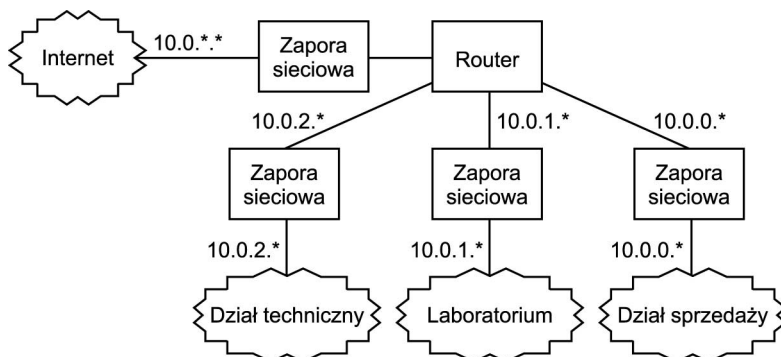 Internet
10.0.*.*
Zapora
sieciowa
Router
10.0.2.*
10.0.1.*
10.0.0.*
Zapora
sieciowa
Zapora
sieciowa
Zapora
sieciowa
10.0.2.*
10.0.1.*
10.0.0.*
Dział techniczny
Laboratorium
Dział sprzedaży